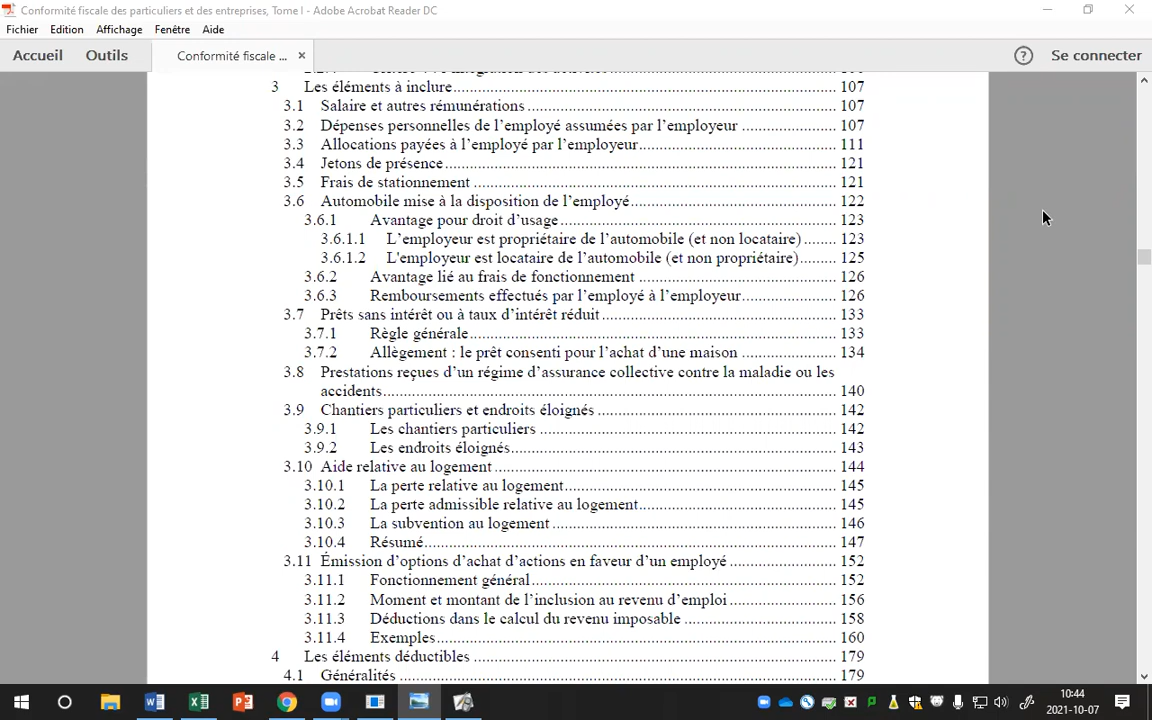 Conformité fiscale des particuliers et des entreprises, Tome I - Adobe Acrobat Reader DC
Fichier Edition Affichage Fenêtre Aide
Accueil Outils Conformité fiscale ... × ? Se connecter
3 Les éléments à inclure 107
3.1 Salaire et autres rémunérations 107
3.2 Dépenses personnelles de l'employé assumées par l'employeur 107
3.3 Allocations payées à l'employé par l'employeur 111
3.4 Jetons de présence 121
3.5 Frais de stationnement 121
3.6 Automobile mise à la disposition de l'employé 122
3.6.1 Avantage pour droit d'usage 123
3.6.1.1 L'employeur est propriétaire de l'automobile (et non locataire) 123
3.6.1.2 L'employeur est locataire de l'automobile (et non propriétaire) 125
3.6.2 Avantage lié au frais de fonctionnement 126
3.6.3 Remboursements effectués par l'employé à l'employeur 126
3.7 Prêts sans intérêt ou à taux d'intérêt réduit 133
3.7.1 Règle générale 133
3.7.2 Allègement : le prêt consenti pour l'achat d'une maison 134
3.8 Prestations reçues d'un régime d'assurance collective contre la maladie ou les
accidents 140
3.9 Chantiers particuliers et endroits éloignés 142
3.9.1 Les chantiers particuliers 142
3.9.2 Les endroits éloignés 143
3.10 Aide relative au logement 144
3.10.1 La perte relative au logement 145
3.10.2 La perte admissible relative au logement 145
3.10.3 La subvention au logement 146
3.10.4 Résumé 147
3.11 Émission d'options d'achat d'actions en faveur d'un employé 152
3.11.1 Fonctionnement général 152
3.11.2 Moment et montant de l'inclusion au revenu d'emploi 156
3.11.3 Déductions dans le calcul du revenu imposable 158
3.11.4 Exemples 160
4 Les éléments déductibles 179
4.1 Généralités 179
10:44
2021-10-07